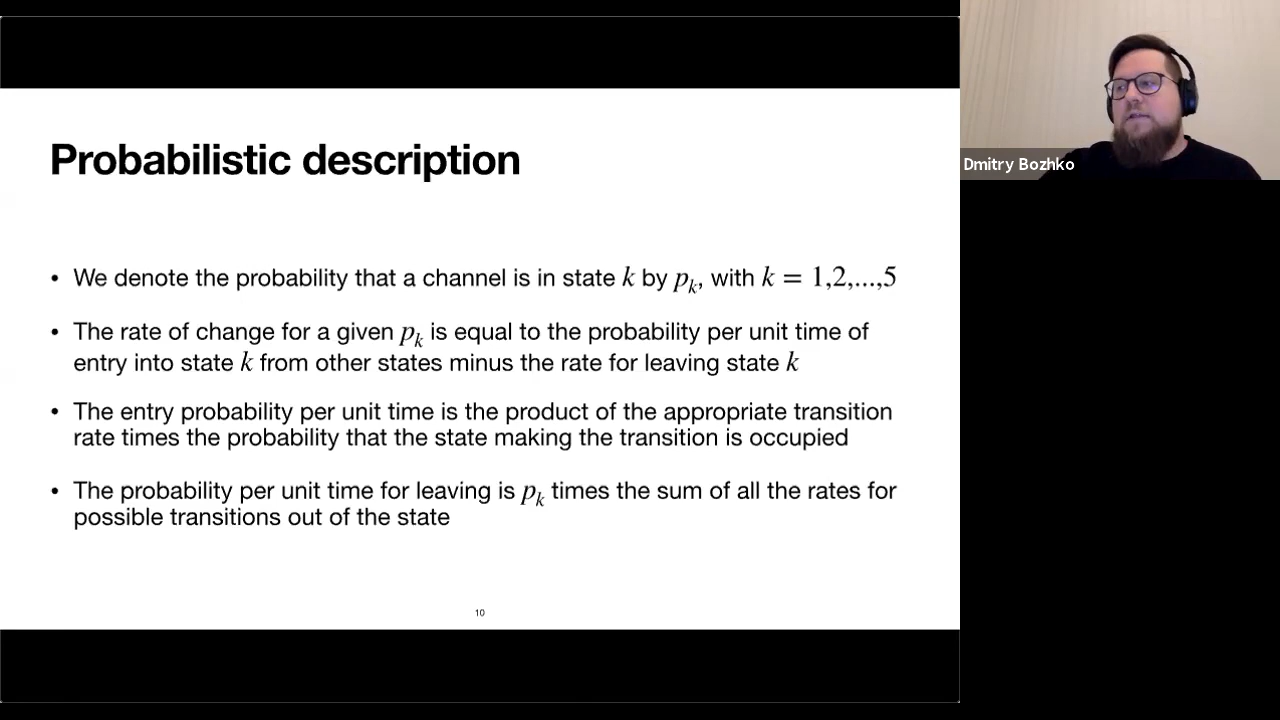 Probabilistic description
• We denote the probability that a channel is in state k by pₖ, with k = 1,2,...,5
• The rate of change for a given pₖ is equal to the probability per unit time of
entry into state k from other states minus the rate for leaving state k
• The entry probability per unit time is the product of the appropriate transition
rate times the probability that the state making the transition is occupied
• The probability per unit time for leaving is pₖ times the sum of all the rates for
possible transitions out of the state
10
Dmitry Bozhko